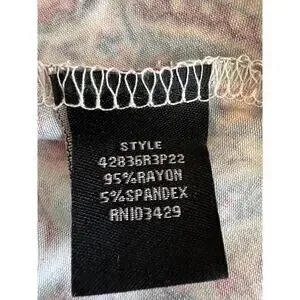 STYLE
42836R3P22
95%RAYON
5%SPANDEX
RN103429